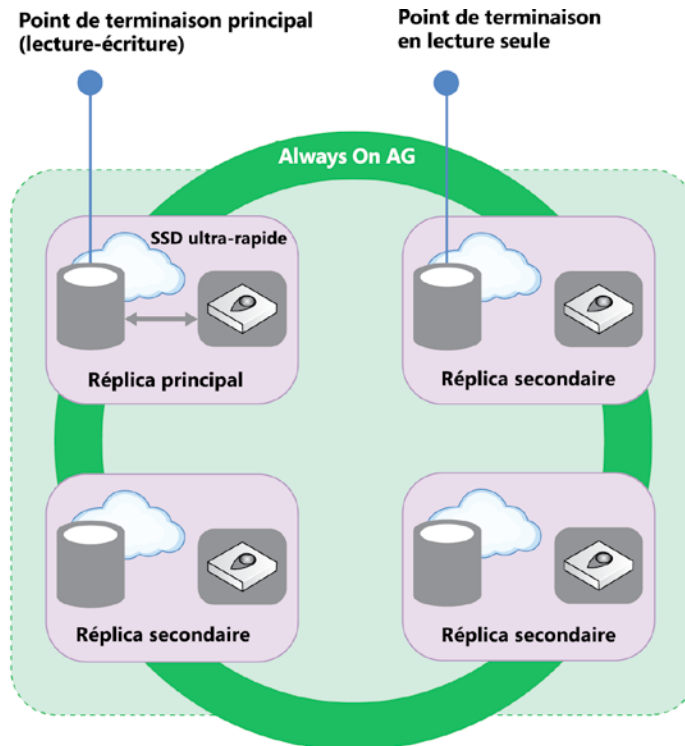 Point de terminaison principal
(lecture-écriture)
Point de terminaison
en lecture seule
Always On AG
SSD ultra-rapide
Réplica principal
Réplica secondaire
Réplica secondaire
Réplica secondaire